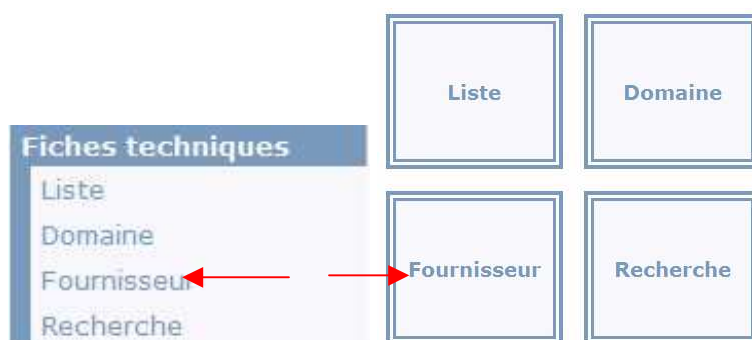 Fiches techniques
Liste
Domaine
Fournisseur
Recherche
Liste
Domaine
Fournisseur
Recherche